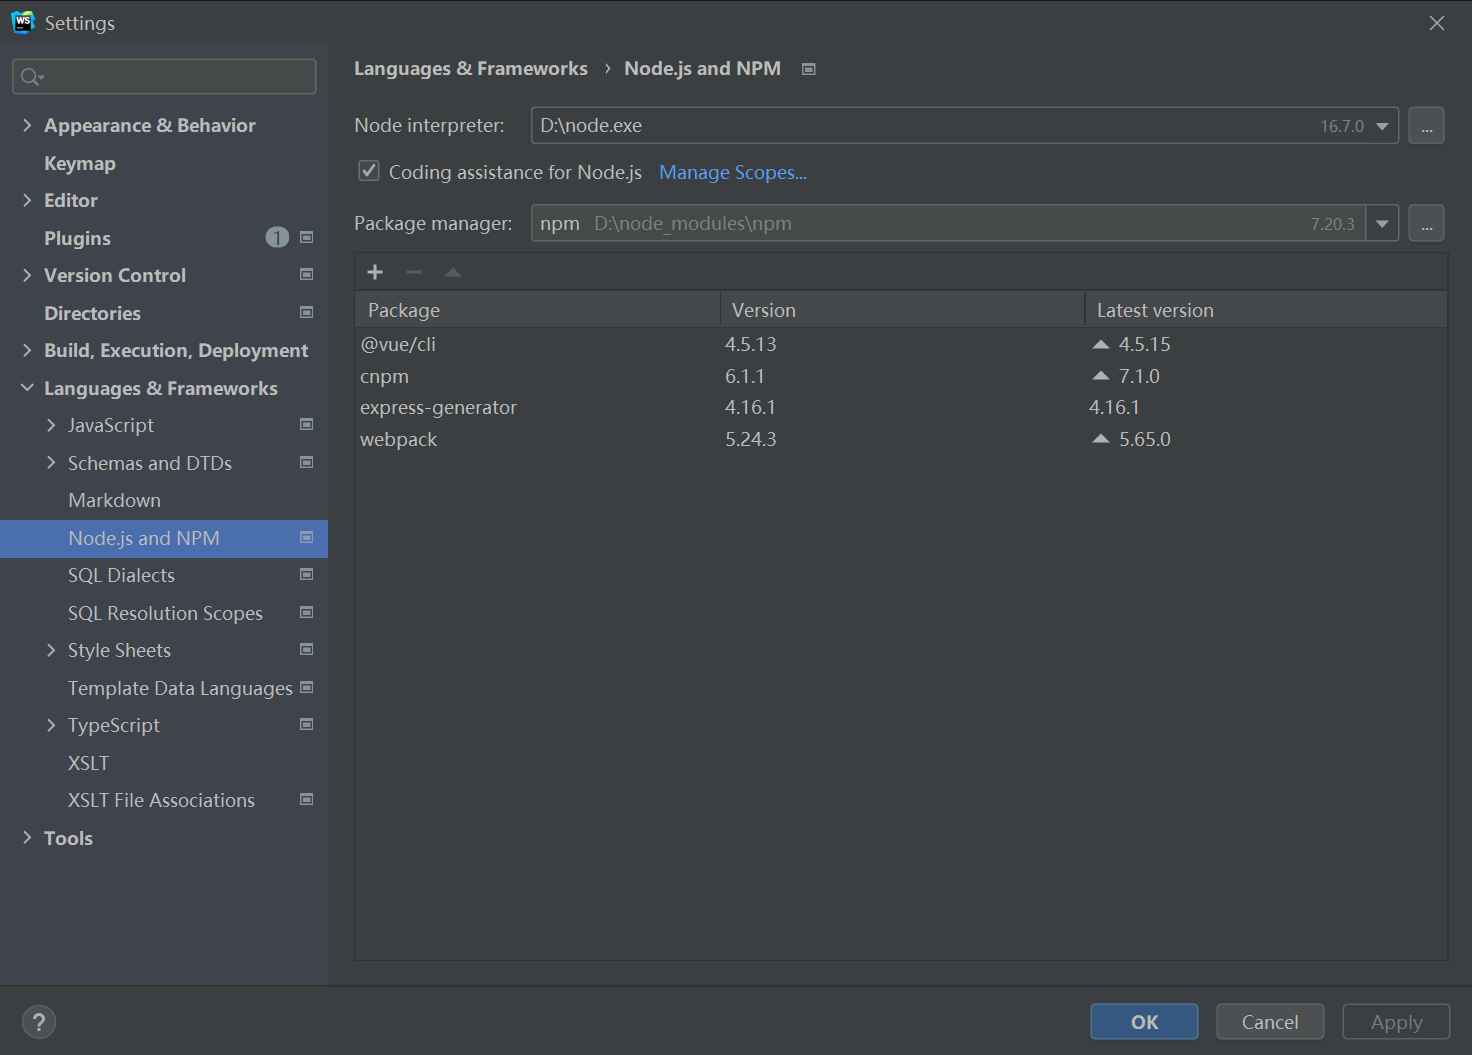 Settings
Languages & Frameworks › Node.js and NPM
Appearance & Behavior
Keymap
Editor
Plugins 1
Version Control
Directories
Build, Execution, Deployment
Languages & Frameworks
JavaScript
Schemas and DTDs
Markdown
Node.js and NPM
SQL Dialects
SQL Resolution Scopes
Style Sheets
Template Data Languages
TypeScript
XSLT
XSLT File Associations
Tools
Node interpreter: D:\node.exe 16.7.0 ...
Coding assistance for Node.js Manage Scopes...
Package manager: npm D:\node_modules\npm 7.20.3 ...
Package Version Latest version
@vue/cli 4.5.13 4.5.15
cnpm 6.1.1 7.1.0
express-generator 4.16.1 4.16.1
webpack 5.24.3 5.65.0
? OK Cancel Apply